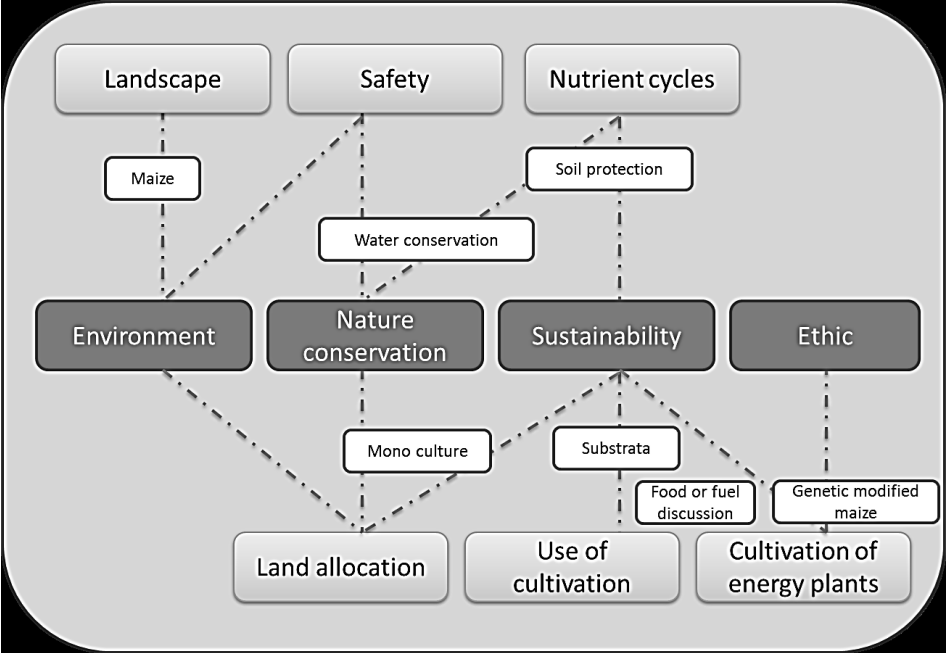 Landscape
Safety
Nutrient cycles
Maize
Soil protection
Water conservation
Environment
Nature
conservation
Sustainability
Ethic
Mono culture
Substrata
Food or fuel
discussion
Genetic modified
maize
Land allocation
Use of
cultivation
Cultivation of
energy plants